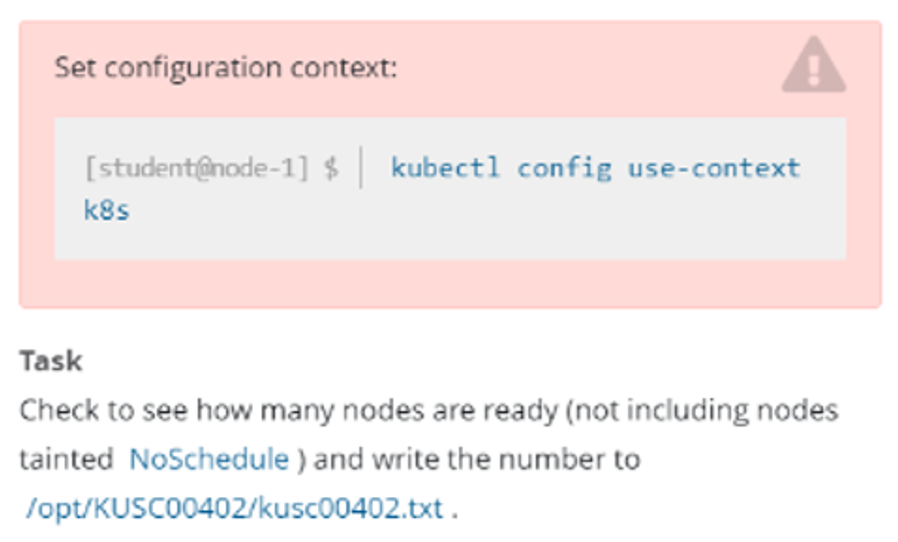 Set configuration context:
[student@node-1] $ | kubectl config use-context
k8s
Task
Check to see how many nodes are ready (not including nodes
tainted NoSchedule ) and write the number to
/opt/KUSC00402/kusc00402.txt .